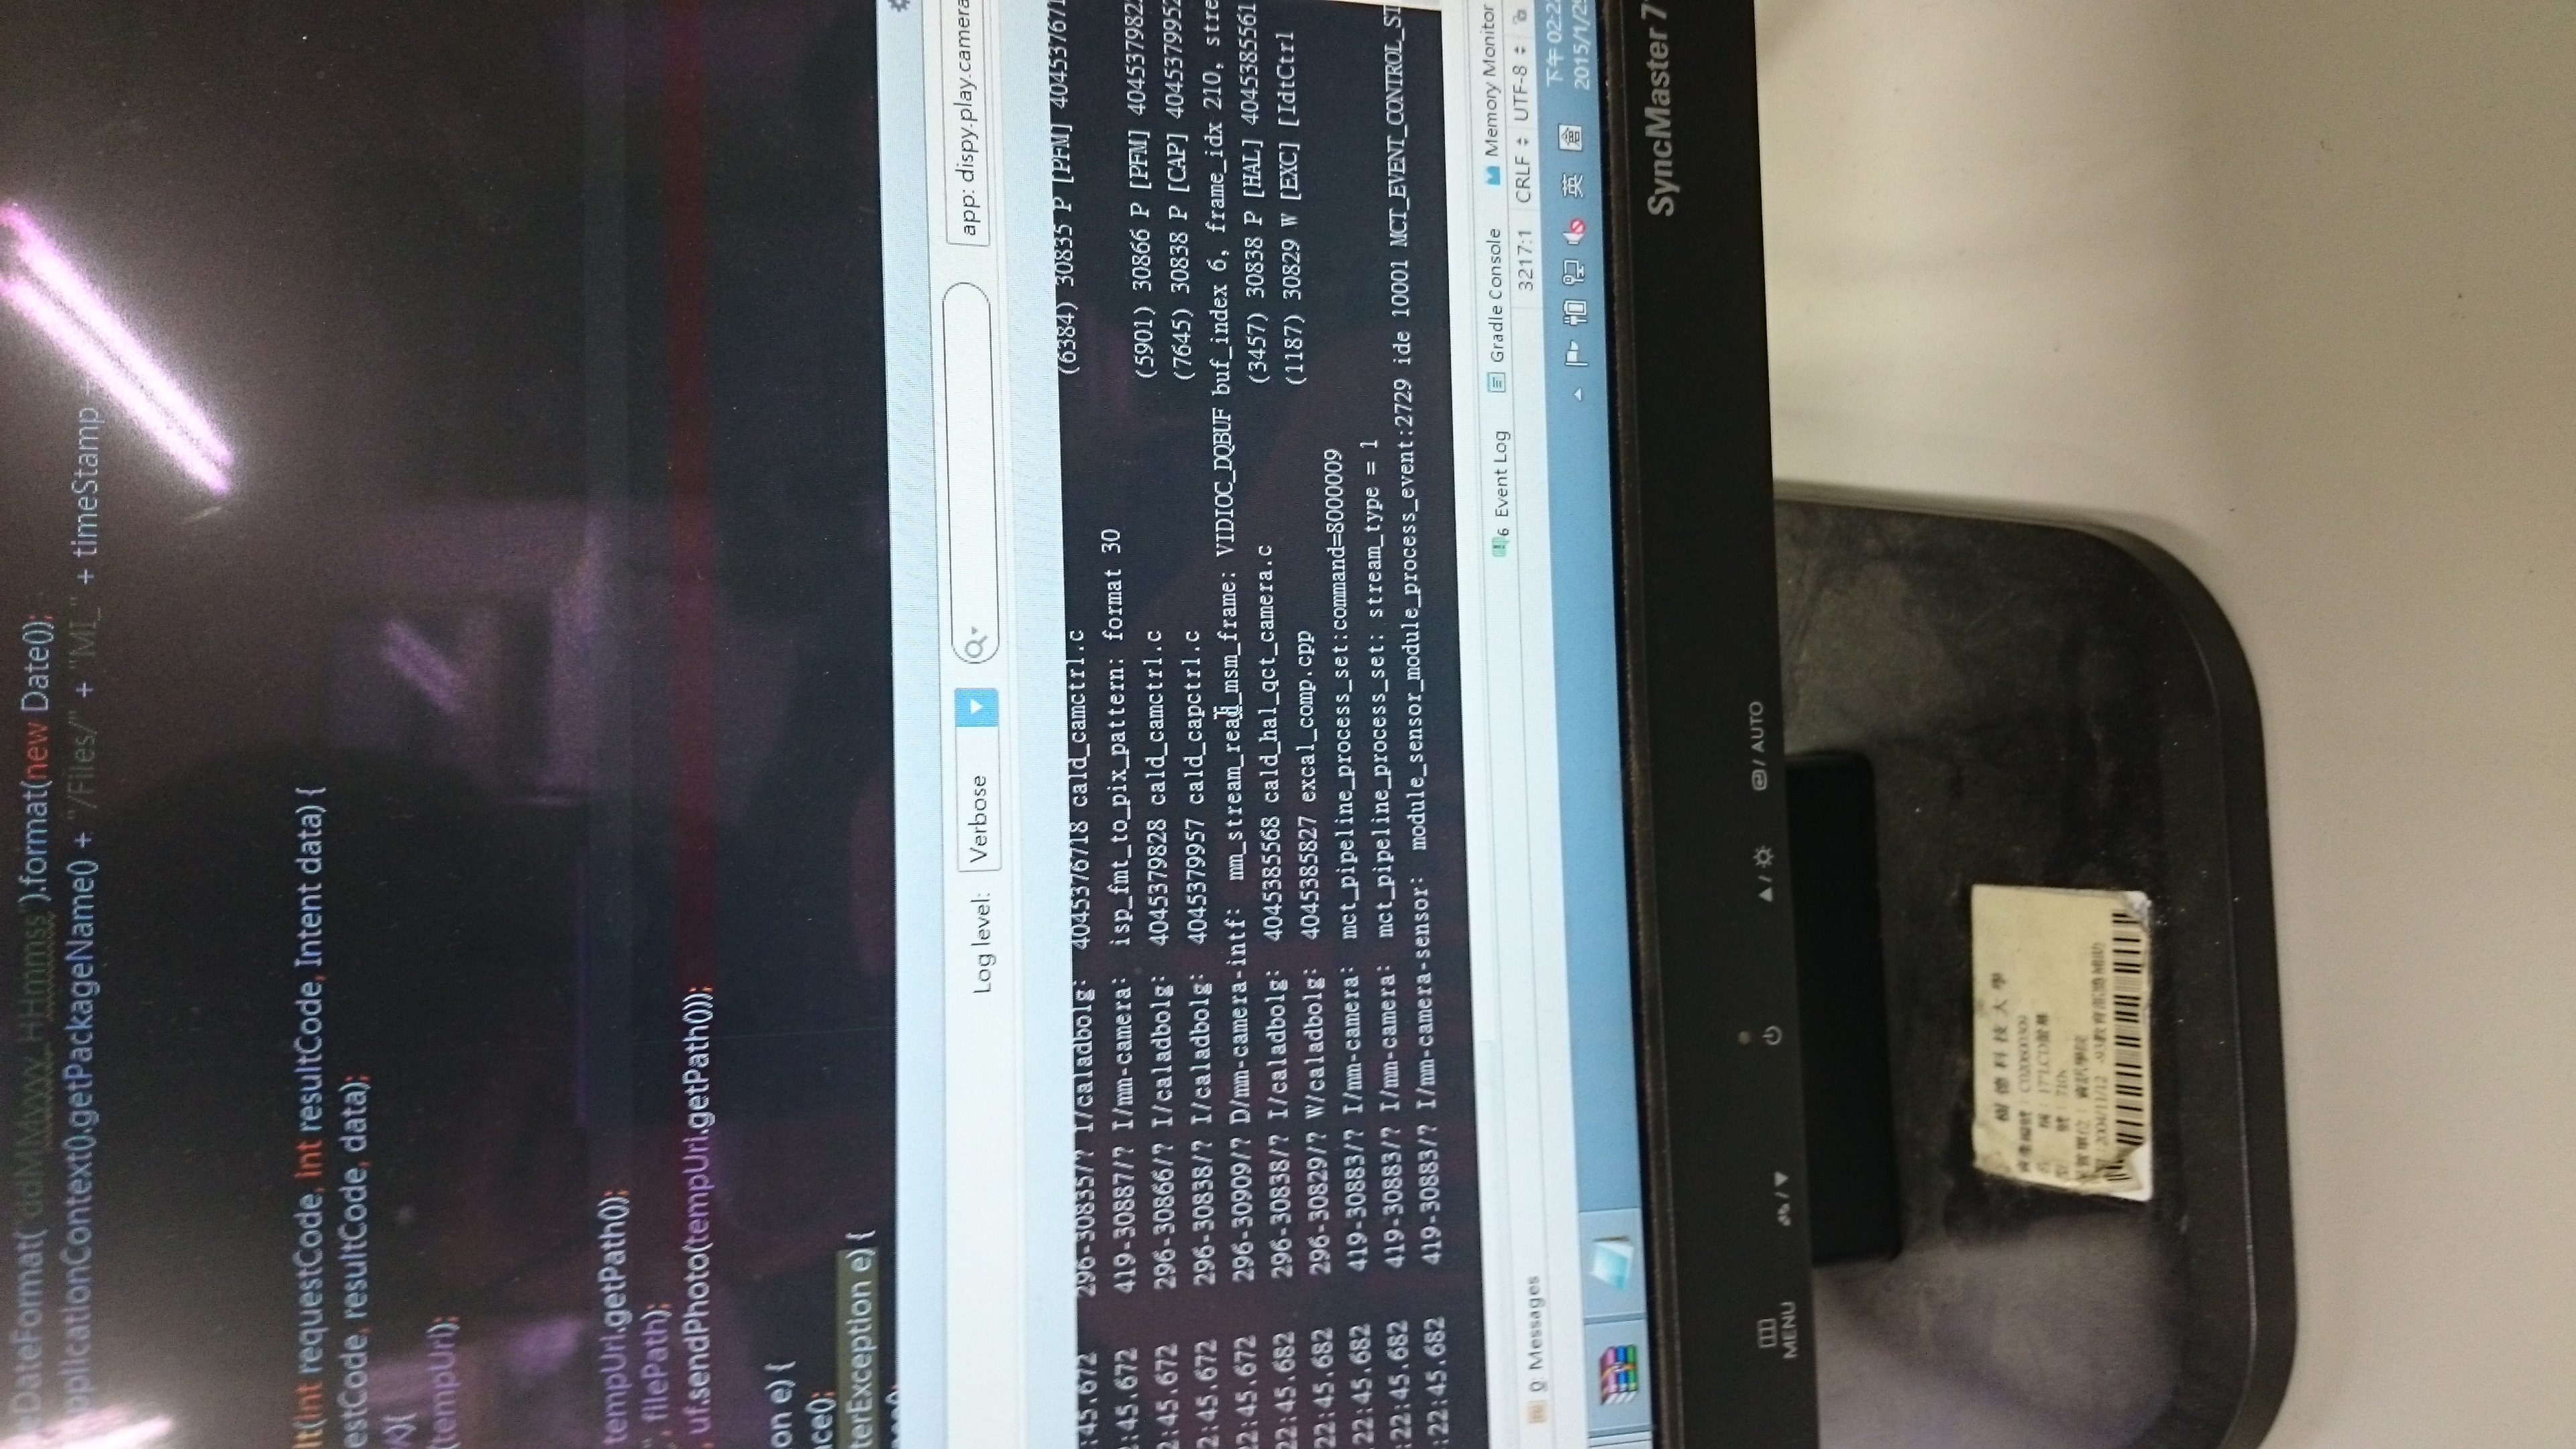 eDateFormat("ddMMyyyy_HHmmss").format(new Date());
pplicationContext().getPackageName() + "/Files/" + "MI_" + timeStamp +
lt(int requestCode, int resultCode, Intent data) {
estCode, resultCode, data);
){
(tempUrl);
tempUrl.getPath());
", filePath);
, uf.sendPhoto(tempUrl.getPath()));
on e) {
ace();
terException e) {
Log level: Verbose app: dispy.play.camera
:45.672 296-30835/? I/caladbolg: 4045376718 cald_camctrl.c (6384) 30835 P [PFM] 404537671
2:45.672 419-30887/? I/mm-camera: isp_fmt_to_pix_pattern: format 30
2:45.672 296-30866/? I/caladbolg: 4045379828 cald_camctrl.c (5901) 30866 P [PFM] 404537982
2:45.672 296-30838/? I/caladbolg: 4045379957 cald_capctrl.c (7645) 30838 P [CAP] 4045379952
22:45.672 296-30909/? D/mm-camera-intf: mm_stream_read_msm_frame: VIDIOC_DQBUF buf_index 6, frame_idx 210, stre
22:45.682 296-30838/? I/caladbolg: 4045385568 cald_hal_qct_camera.c (3457) 30838 P [HAL] 4045385561
22:45.682 296-30829/? W/caladbolg: 4045385827 excal_comp.cpp (1187) 30829 W [EXC] [IdtCtrl
22:45.682 419-30883/? I/mm-camera: mct_pipeline_process_set:command=8000009
:22:45.682 419-30883/? I/mm-camera: mct_pipeline_process_set: stream_type = 1
:22:45.682 419-30883/? I/mm-camera-sensor: module_sensor_module_process_event:2729 ide 10001 MCT_EVENT_CONTROL_ST
6 Event Log Gradle Console Memory Monitor
0: Messages
3217:1 CRLF UTF-8
英 倉 下午 02:2
2015/1/29
SyncMaster 7
MENU / AUTO
樹德科技大學
資產編號：C020600309
名 稱：17"LCD螢幕
型 號：710v
管單位：資訊學院
2004/11/12 -93教育部獎補助